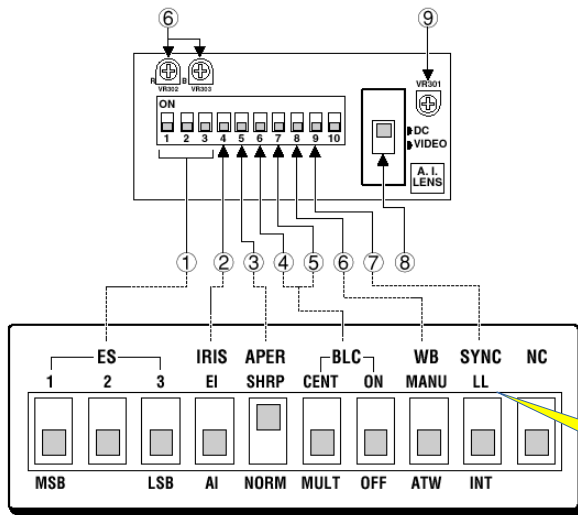 ⑥ ⑨
R VR302 B VR303 VR301
ON
1 2 3 4 5 6 7 8 9 10
DC
VIDEO
A. I.
LENS
① ② ③ ④ ⑤ ⑥ ⑦ ⑧
ES IRIS APER BLC WB SYNC NC
1 2 3 EI SHRP CENT ON MANU LL
MSB LSB AI NORM MULT OFF ATW INT